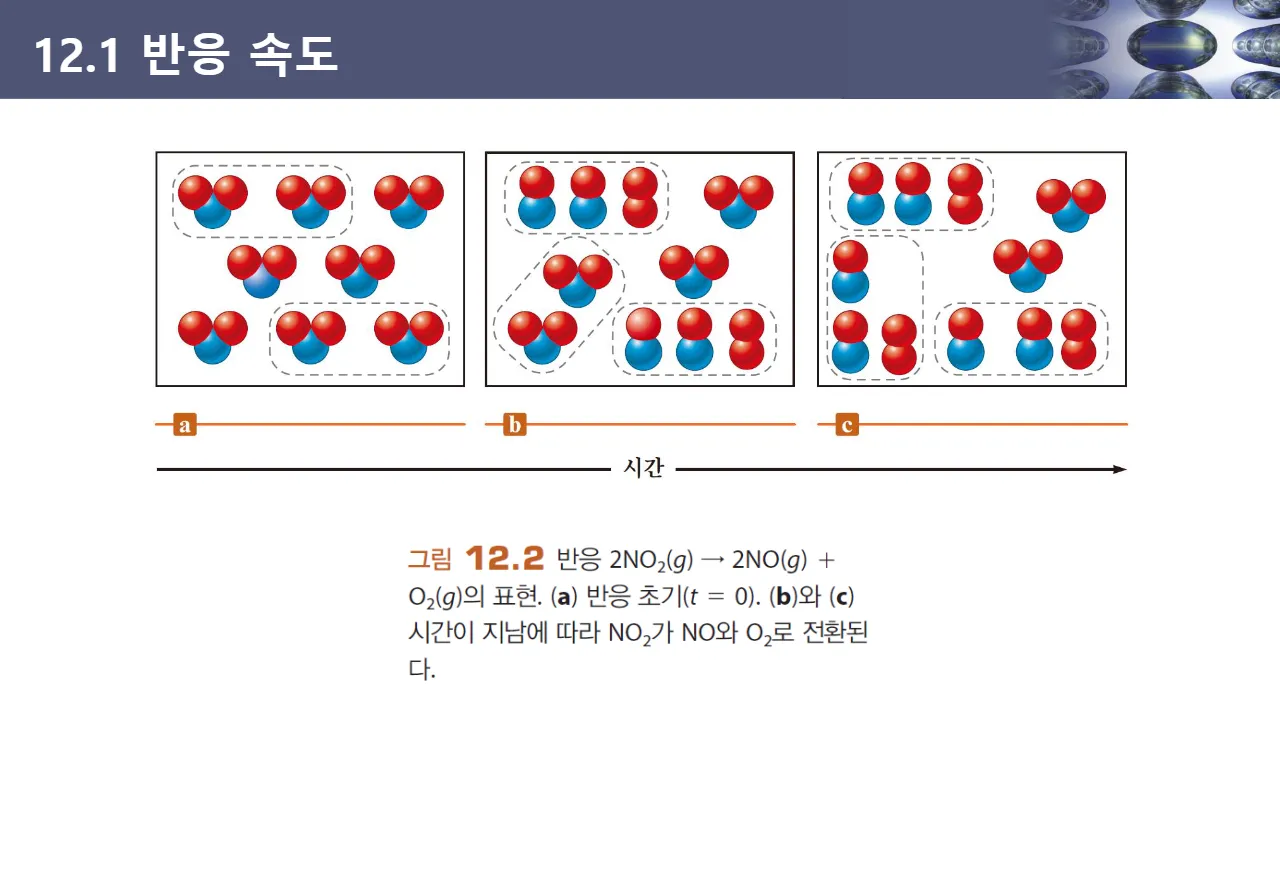 12.1 반응 속도
a b c
시간
그림 12.2 반응 2NO₂(g) → 2NO(g) +
O₂(g)의 표현. (a) 반응 초기(t = 0). (b)와 (c)
시간이 지남에 따라 NO₂가 NO와 O₂로 전환된
다.